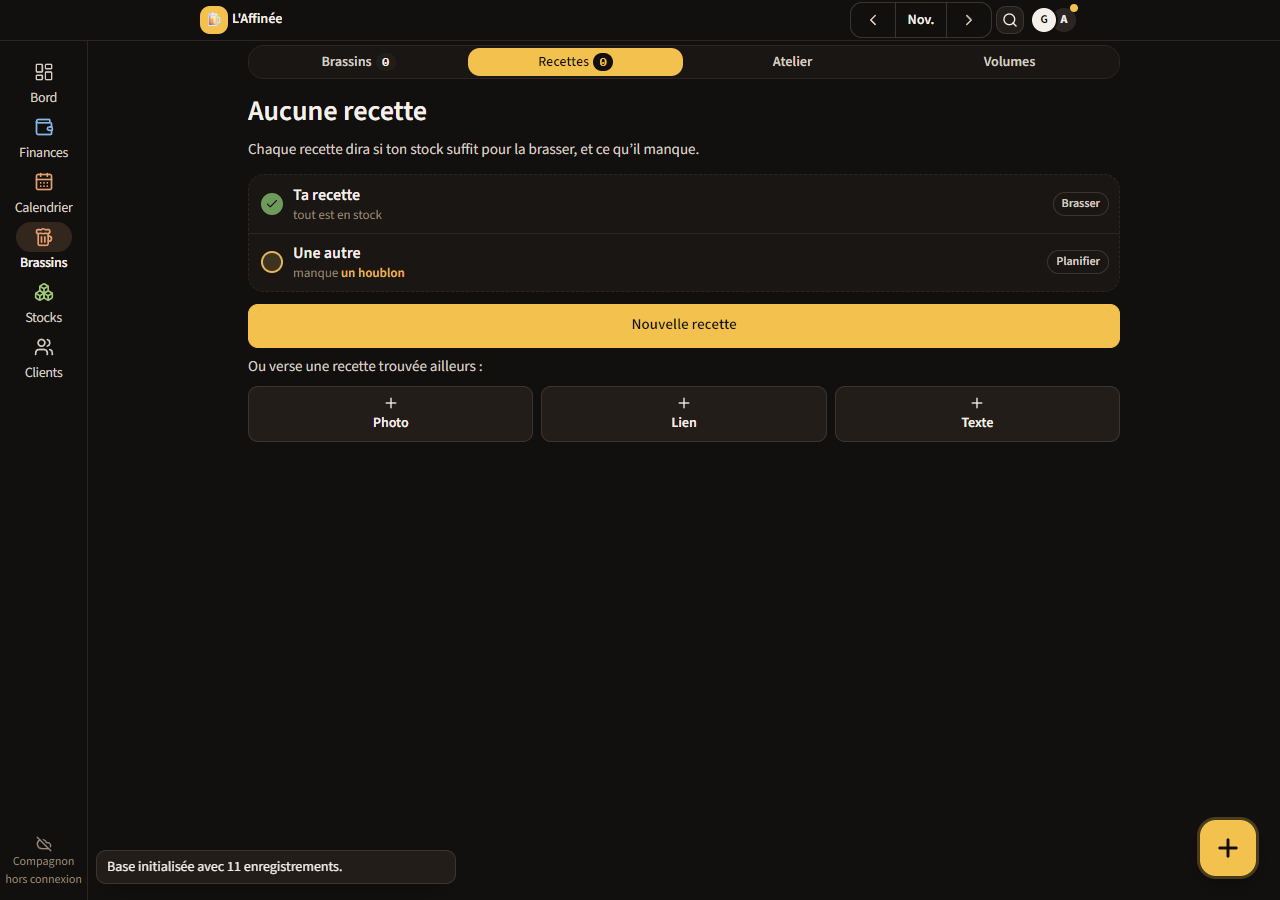 L'Affinée
Nov.
G
A
Bord
Finances
Calendrier
Brassins
Stocks
Clients
Compagnon
hors connexion
Brassins 0
Recettes 0
Atelier
Volumes
Aucune recette
Chaque recette dira si ton stock suffit pour la brasser, et ce qu’il manque.
Ta recette
tout est en stock
Brasser
Une autre
manque un houblon
Planifier
Nouvelle recette
Ou verse une recette trouvée ailleurs :
Photo
Lien
Texte
Base initialisée avec 11 enregistrements.